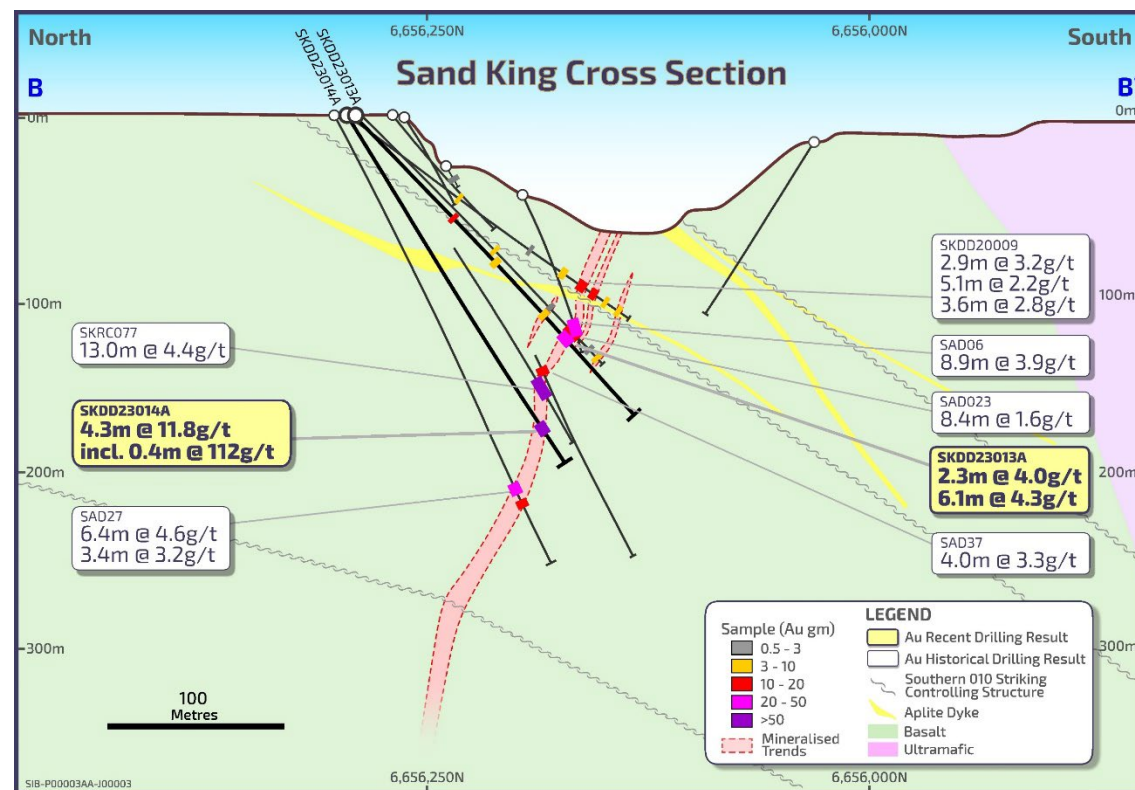 North
6,656,250N
6,656,000N
South
Sand King Cross Section
B
B'
SKDD23014A
SKDD23013A
0m
0m
100m
100m
200m
200m
300m
300m
SKDD20009
2.9m @ 3.2g/t
5.1m @ 2.2g/t
3.6m @ 2.8g/t
SKRC077
13.0m @ 4.4g/t
SAD06
8.9m @ 3.9g/t
SAD023
8.4m @ 1.6g/t
SKDD23014A
4.3m @ 11.8g/t
incl. 0.4m @ 112g/t
SKDD23013A
2.3m @ 4.0g/t
6.1m @ 4.3g/t
SAD27
6.4m @ 4.6g/t
3.4m @ 3.2g/t
SAD37
4.0m @ 3.3g/t
LEGEND
Sample (Au gm)
0.5 - 3
3 - 10
10 - 20
20 - 50
>50
Mineralised
Trends
Au Recent Drilling Result
Au Historical Drilling Result
Southern 010 Striking
Controlling Structure
Aplite Dyke
Basalt
Ultramafic
100
Metres
SIB-P00003AA-J00003
6,656,250N
6,656,000N